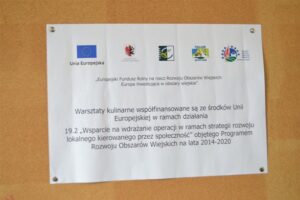 Unia Europejska
„Europejski Fundusz Rolny na rzecz Rozwoju Obszarów Wiejskich:
Europa inwestująca w obszary wiejskie".
Warsztaty kulinarne współfinansowane są ze środków Unii
Europejskiej w ramach działania
19.2 „Wsparcie na wdrażanie operacji w ramach strategii rozwoju
lokalnego kierowanego przez społeczność" objętego Programem
Rozwoju Obszarów Wiejskich na lata 2014-2020